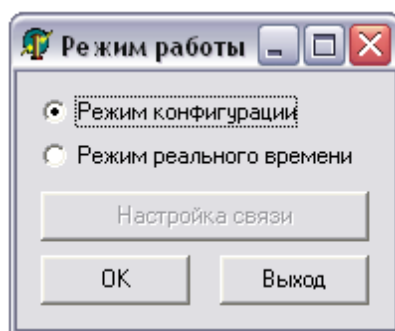 Режим работы
Режим конфигурации
Режим реального времени
Настройка связи
OK Выход